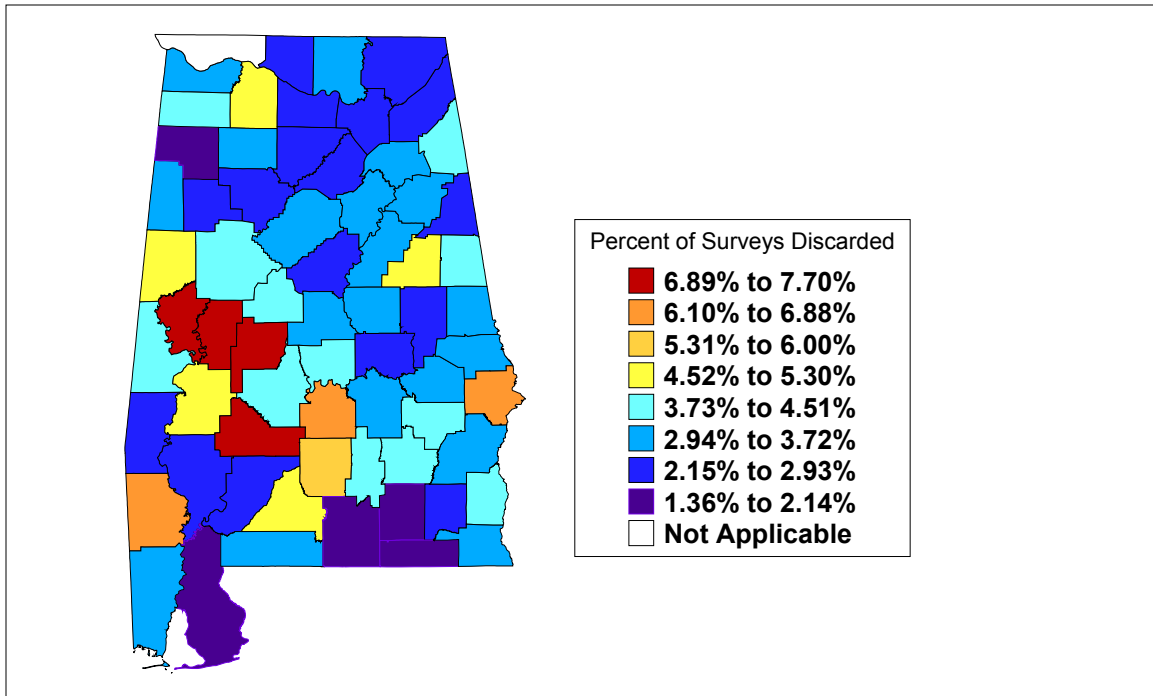 Percent of Surveys Discarded
6.89% to 7.70%
6.10% to 6.88%
5.31% to 6.00%
4.52% to 5.30%
3.73% to 4.51%
2.94% to 3.72%
2.15% to 2.93%
1.36% to 2.14%
Not Applicable